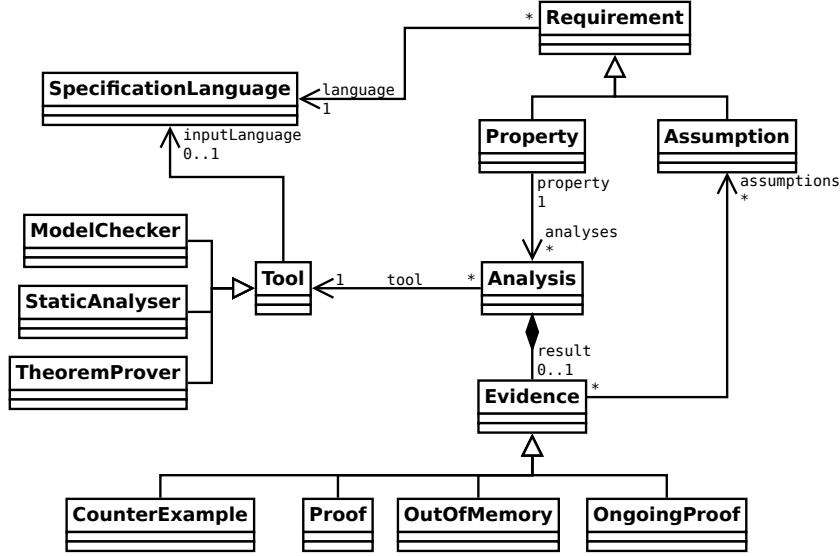 * Requirement
SpecificationLanguage
language
1
inputLanguage
0..1
Property
Assumption
property
1
assumptions
*
analyses
*
ModelChecker
Tool
1 tool *
Analysis
StaticAnalyser
TheoremProver
result
0..1
Evidence
*
CounterExample
Proof
OutOfMemory
OngoingProof